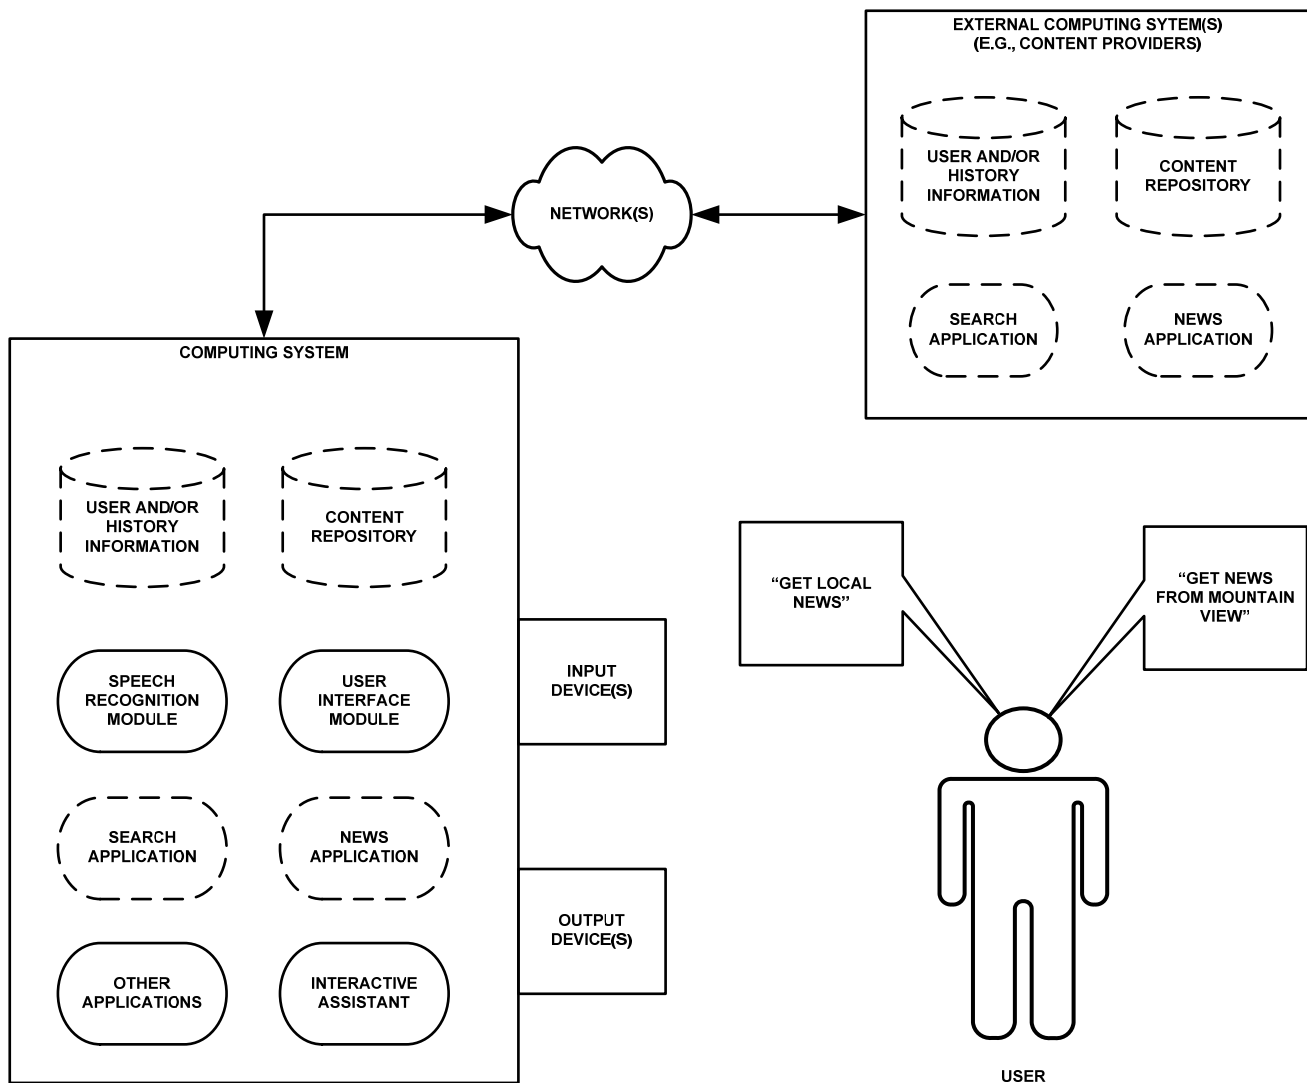 EXTERNAL COMPUTING SYTEM(S)
(E.G., CONTENT PROVIDERS)
USER AND/OR
HISTORY
INFORMATION
CONTENT
REPOSITORY
SEARCH
APPLICATION
NEWS
APPLICATION
NETWORK(S)
COMPUTING SYSTEM
USER AND/OR
HISTORY
INFORMATION
CONTENT
REPOSITORY
SPEECH
RECOGNITION
MODULE
USER
INTERFACE
MODULE
SEARCH
APPLICATION
NEWS
APPLICATION
OTHER
APPLICATIONS
INTERACTIVE
ASSISTANT
INPUT
DEVICE(S)
OUTPUT
DEVICE(S)
“GET LOCAL
NEWS”
“GET NEWS
FROM MOUNTAIN
VIEW”
USER